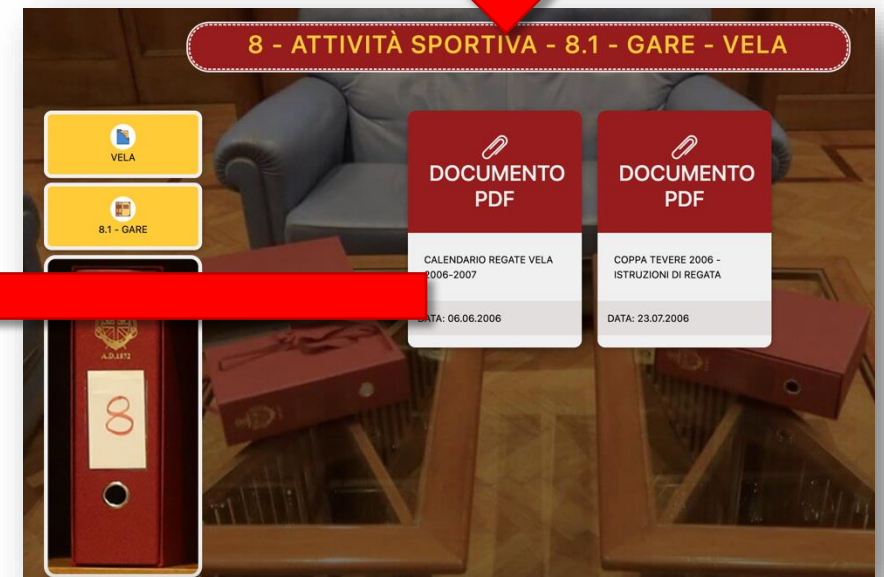 8 - ATTIVITÀ SPORTIVA - 8.1 - GARE - VELA
VELA
8.1 - GARE
A.D.1872
8
DOCUMENTO
PDF
CALENDARIO REGATE VELA
2006-2007
DATA: 06.06.2006
DOCUMENTO
PDF
COPPA TEVERE 2006 -
ISTRUZIONI DI REGATA
DATA: 23.07.2006